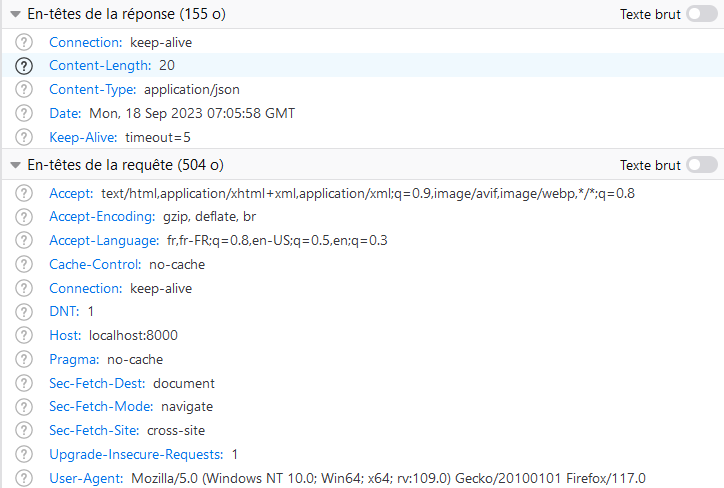 En-têtes de la réponse (155 o) Texte brut
Connection: keep-alive
Content-Length: 20
Content-Type: application/json
Date: Mon, 18 Sep 2023 07:05:58 GMT
Keep-Alive: timeout=5
En-têtes de la requête (504 o) Texte brut
Accept: text/html,application/xhtml+xml,application/xml;q=0.9,image/avif,image/webp,*/*;q=0.8
Accept-Encoding: gzip, deflate, br
Accept-Language: fr,fr-FR;q=0.8,en-US;q=0.5,en;q=0.3
Cache-Control: no-cache
Connection: keep-alive
DNT: 1
Host: localhost:8000
Pragma: no-cache
Sec-Fetch-Dest: document
Sec-Fetch-Mode: navigate
Sec-Fetch-Site: cross-site
Upgrade-Insecure-Requests: 1
User-Agent: Mozilla/5.0 (Windows NT 10.0; Win64; x64; rv:109.0) Gecko/20100101 Firefox/117.0